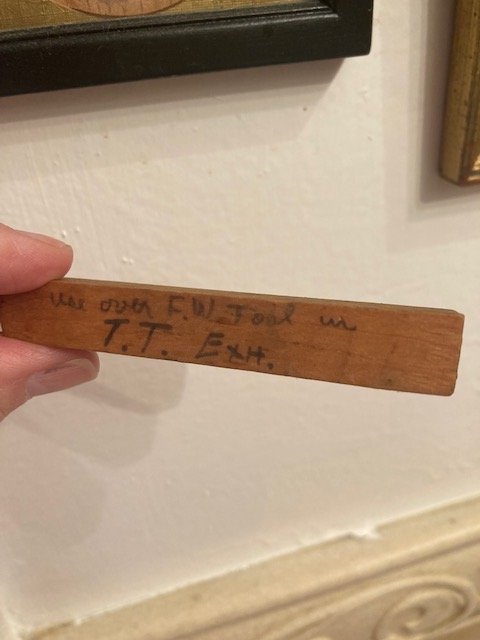 use over F.W. Tool in
T.T. EXH.